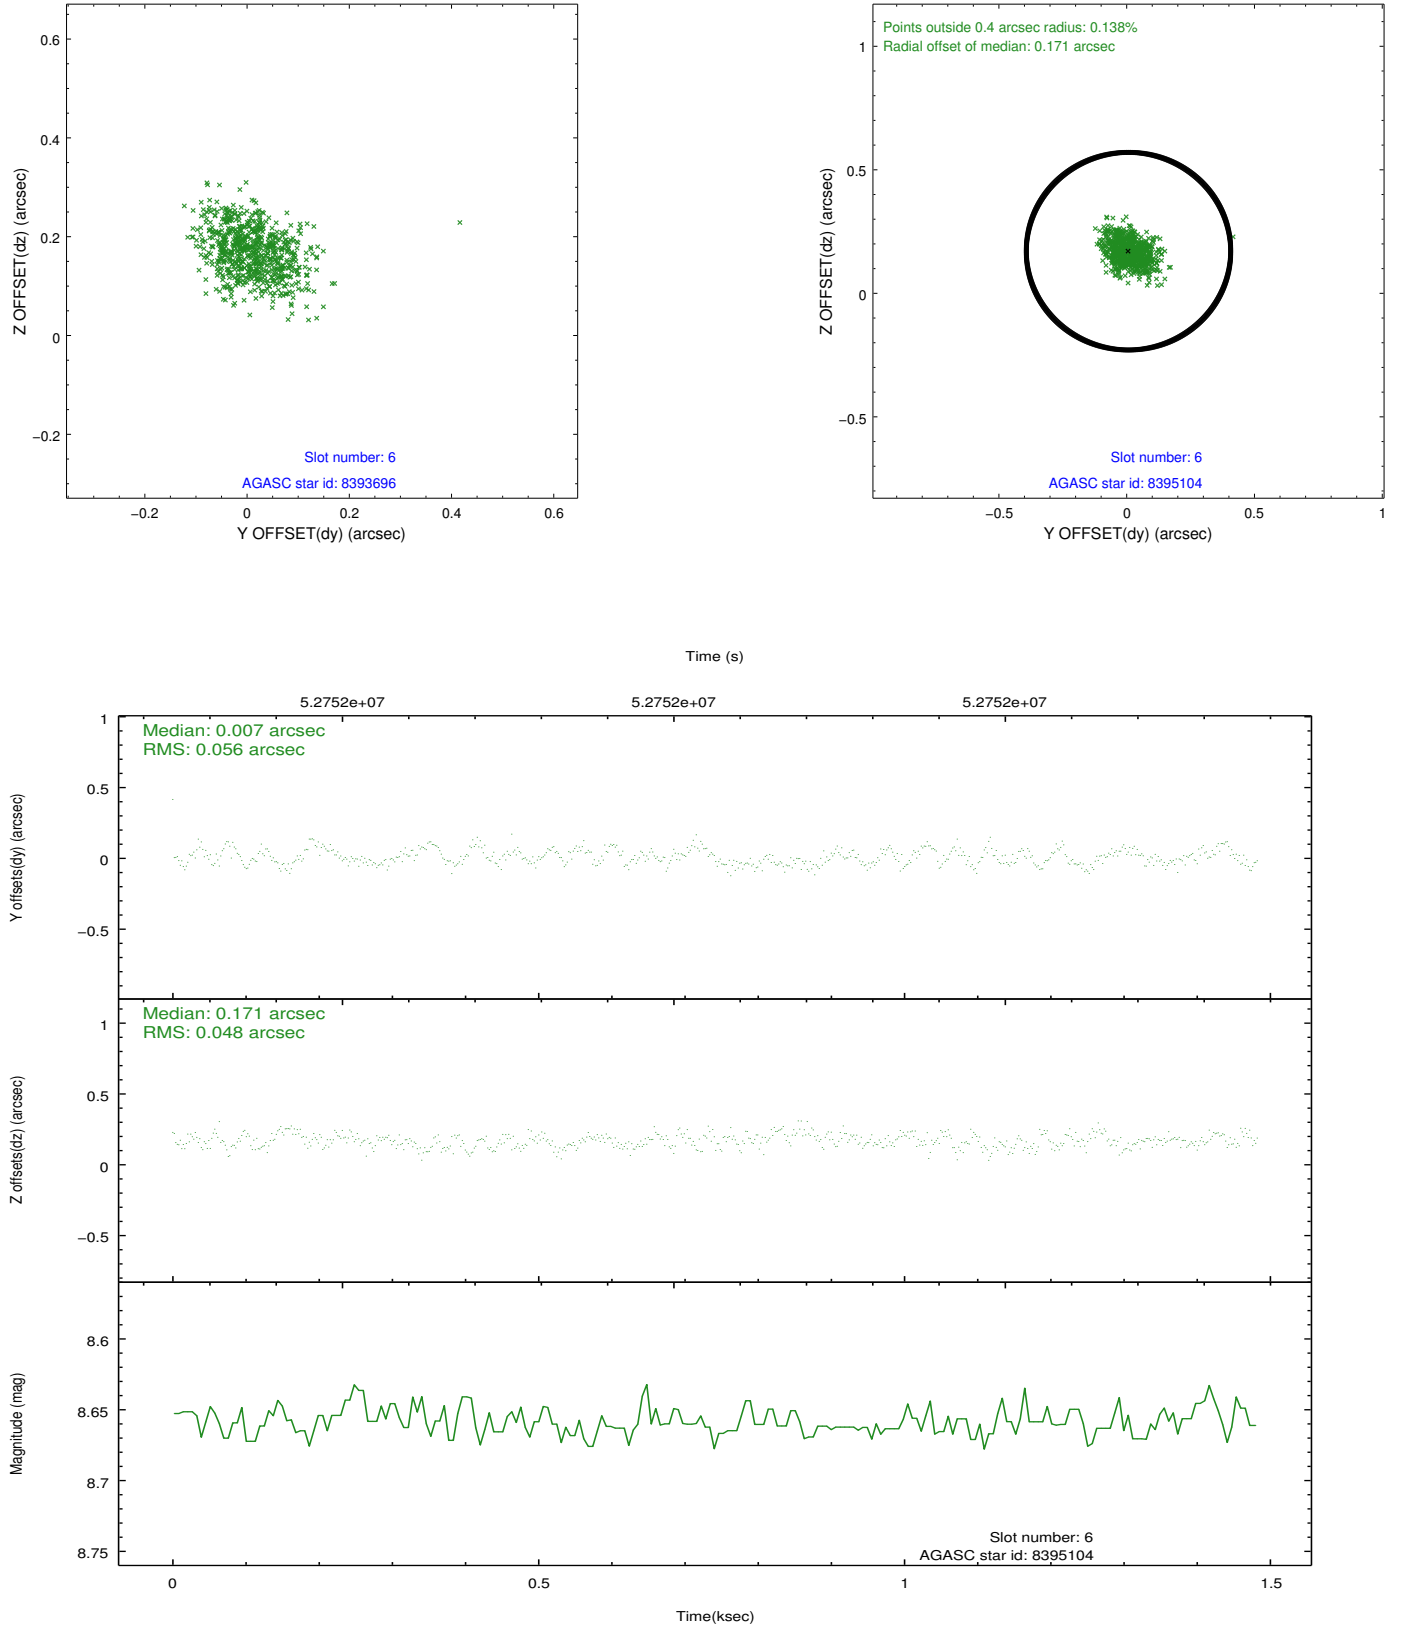 0.6
0.4
0.2
0
−0.2
Z OFFSET(dz) (arcsec)
Slot number: 6
AGASC star id: 8393696
−0.2
0
0.2
0.4
0.6
Y OFFSET(dy) (arcsec)
Points outside 0.4 arcsec radius: 0.138%
Radial offset of median: 0.171 arcsec
1
0.5
0
−0.5
Z OFFSET(dz) (arcsec)
Slot number: 6
AGASC star id: 8395104
−0.5
0
0.5
1
Y OFFSET(dy) (arcsec)
Time (s)
5.2752e+07
5.2752e+07
5.2752e+07
Median: 0.007 arcsec
RMS: 0.056 arcsec
1
0.5
0
−0.5
Y offsets(dy) (arcsec)
Median: 0.171 arcsec
RMS: 0.048 arcsec
1
0.5
0
−0.5
Z offsets(dz) (arcsec)
8.6
8.65
8.7
8.75
Magnitude (mag)
Slot number: 6
AGASC star id: 8395104
0
0.5
1
1.5
Time(ksec)